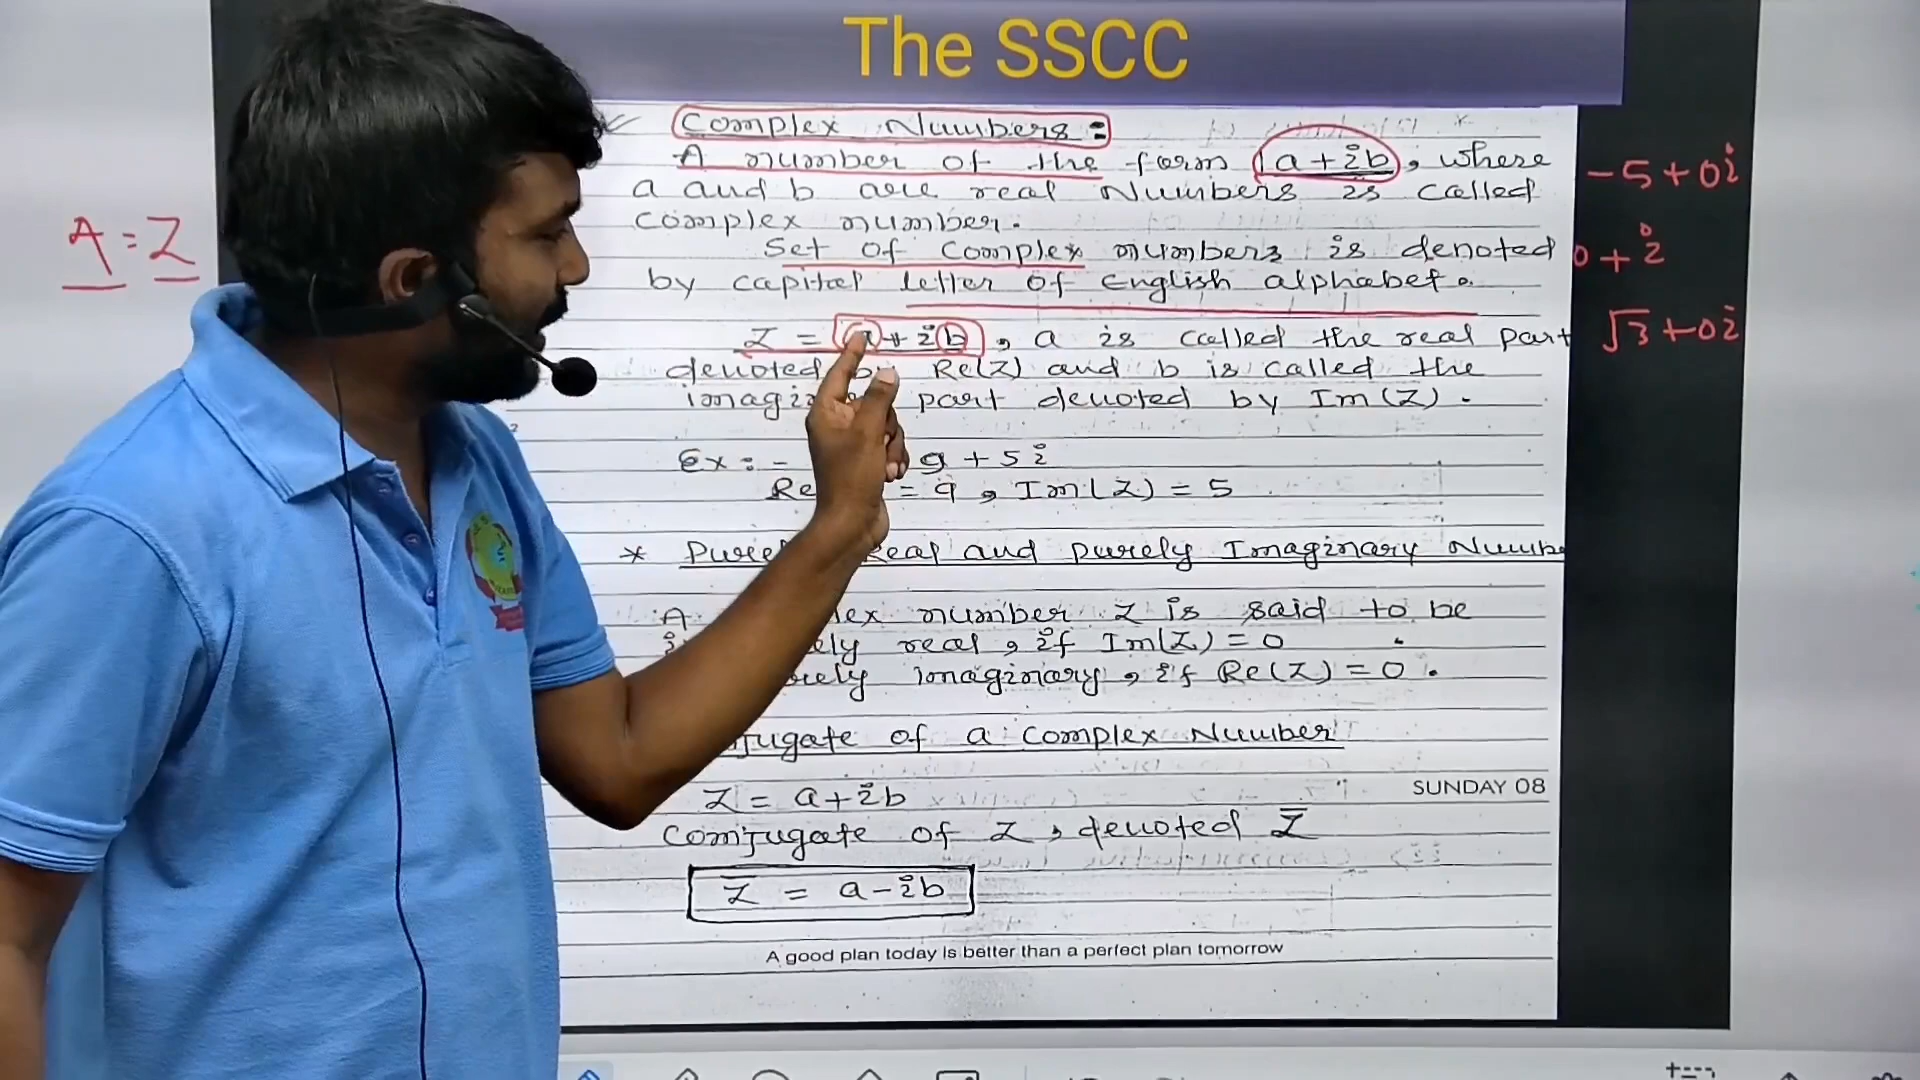 The SSCC
Complex Numbers :
A number of the form a + ib, where
a and b are real Numbers is called
complex number.
Set of Complex numbers is denoted
by capital letter of English alphabet.
Z = a + ib, a is called the real part
denoted by Re(Z) and b is called the
part denoted by Im(Z).
Ex : - 9 + 5i
Re = 9, Im(Z) = 5
* Real and purely Imaginary
A number Z is said to be
real, if Im(Z) = 0
imaginary, if Re(Z) = 0.
of a Complex Number
Z = a + ib
SUNDAY 08
Conjugate of Z, denoted Z̅
Z̅ = a - ib
A good plan today is better than a perfect plan tomorrow
A = Z
-5 + 0i
0 + i
√3 + 0i